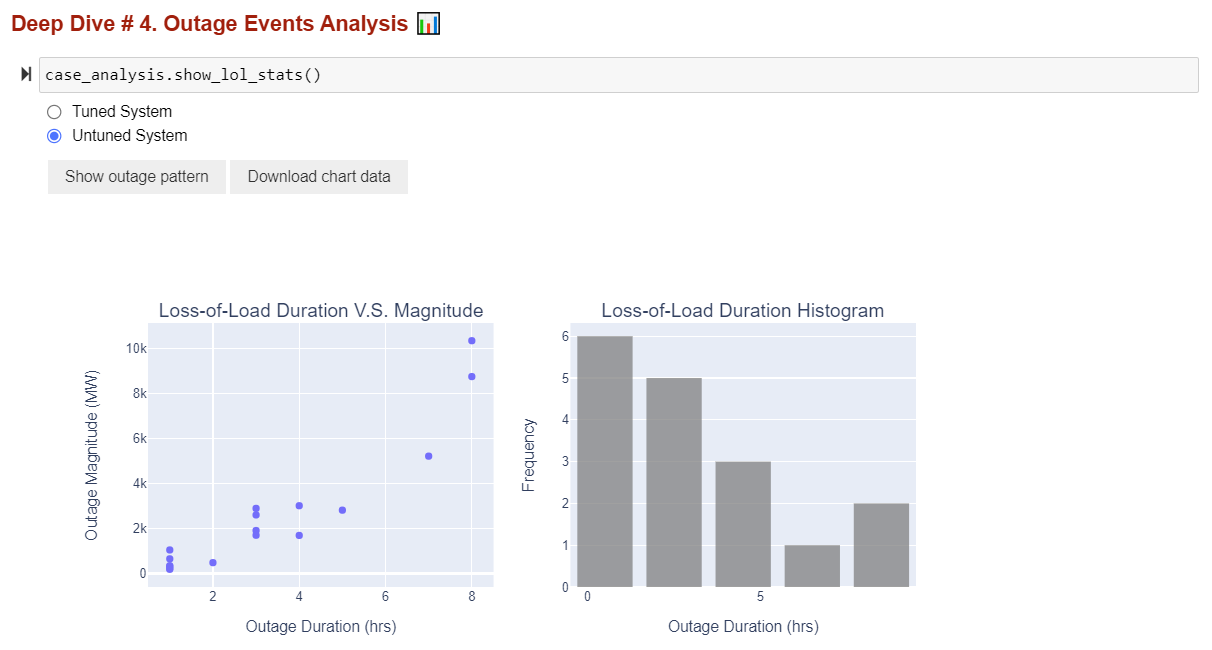 Deep Dive # 4. Outage Events Analysis 📊
case_analysis.show_lol_stats()
Tuned System
Untuned System
Show outage pattern
Download chart data
Loss-of-Load Duration V.S. Magnitude
Outage Magnitude (MW)
10k
8k
6k
4k
2k
0
2
4
6
8
Outage Duration (hrs)
Loss-of-Load Duration Histogram
Frequency
6
5
4
3
2
1
0
0
5
Outage Duration (hrs)